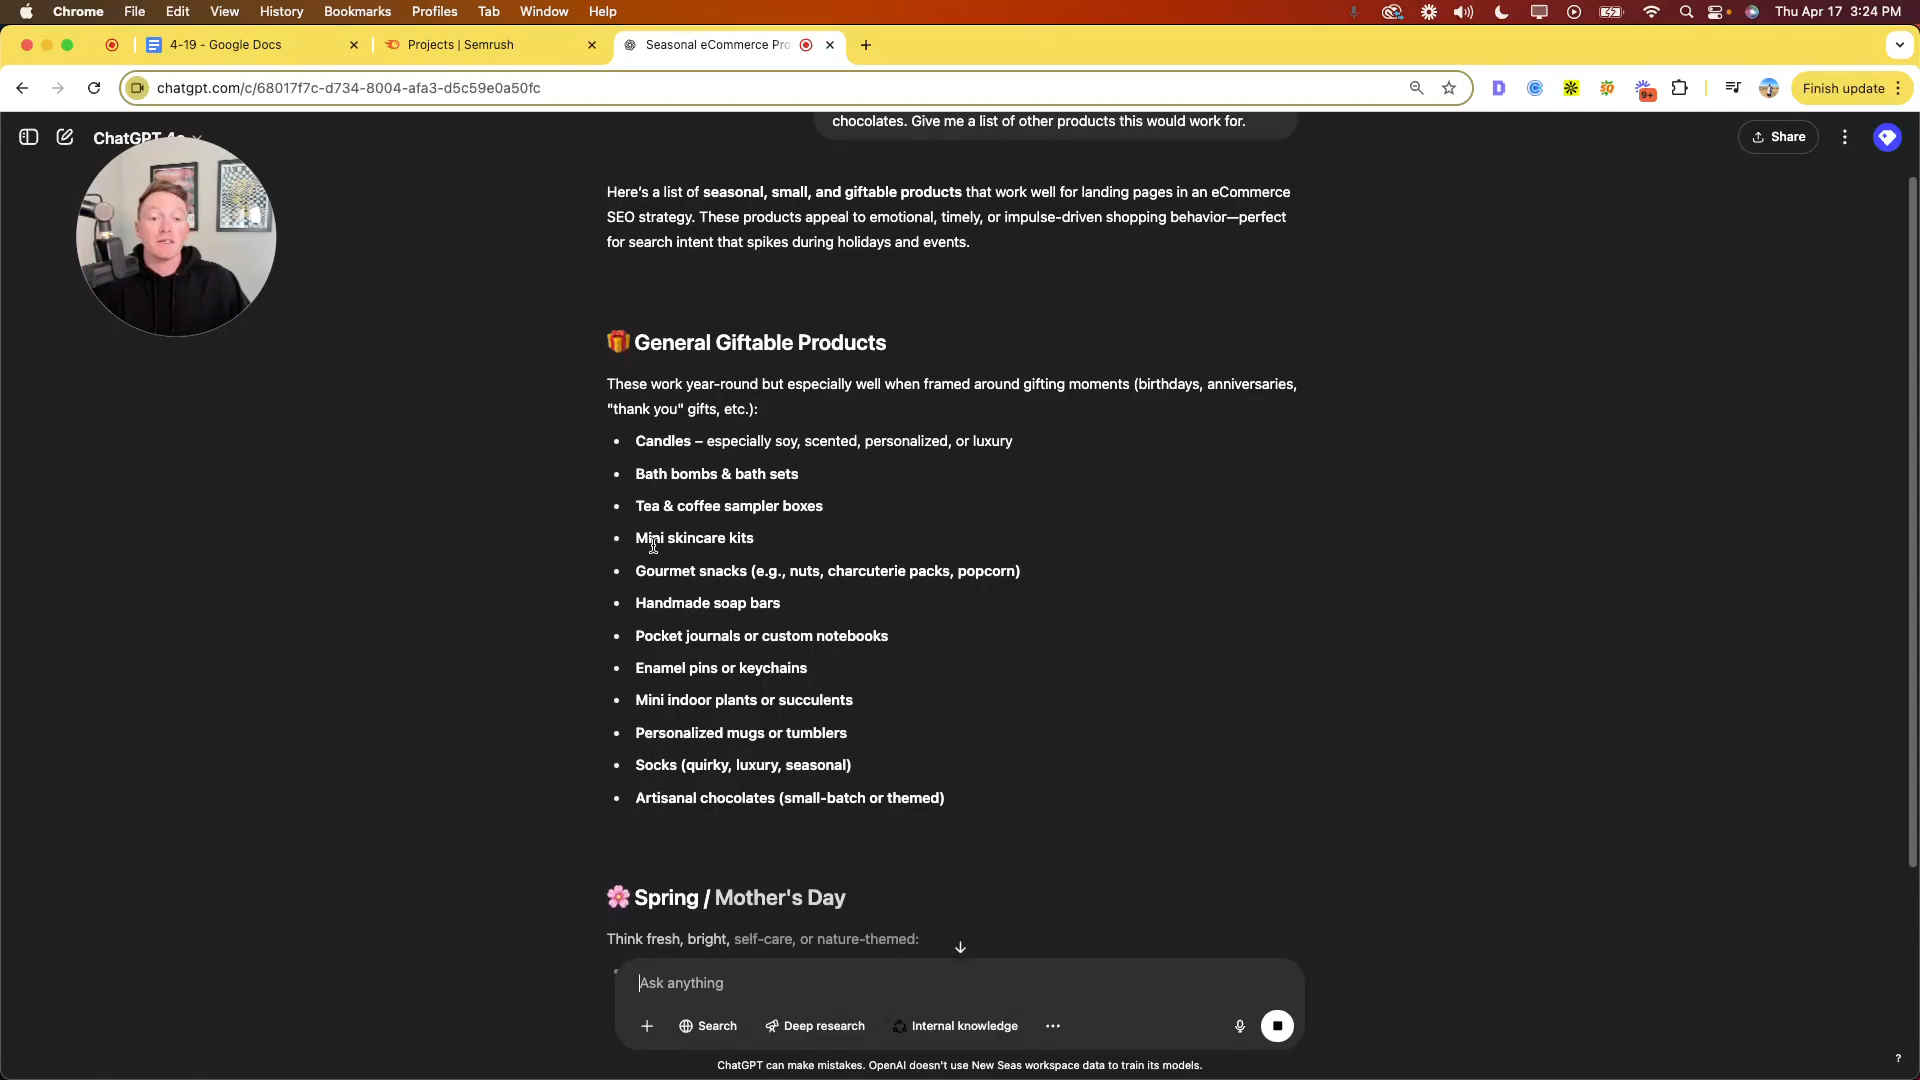 Chrome File Edit View History Bookmarks Profiles Tab Window Help Thu Apr 17 3:24 PM
4-19 - Google Docs Projects | Semrush Seasonal eCommerce Pro
chatgpt.com/c/68017f7c-d734-8004-afa3-d5c59e0a50fc 9+ Finish update
chocolates. Give me a list of other products this would work for.
ChatGPT 4o Share
Here's a list of seasonal, small, and giftable products that work well for landing pages in an eCommerce
SEO strategy. These products appeal to emotional, timely, or impulse-driven shopping behavior—perfect
for search intent that spikes during holidays and events.
🎁 General Giftable Products
These work year-round but especially well when framed around gifting moments (birthdays, anniversaries,
"thank you" gifts, etc.):
• Candles – especially soy, scented, personalized, or luxury
• Bath bombs & bath sets
• Tea & coffee sampler boxes
• Mini skincare kits
• Gourmet snacks (e.g., nuts, charcuterie packs, popcorn)
• Handmade soap bars
• Pocket journals or custom notebooks
• Enamel pins or keychains
• Mini indoor plants or succulents
• Personalized mugs or tumblers
• Socks (quirky, luxury, seasonal)
• Artisanal chocolates (small-batch or themed)
🌸 Spring / Mother's Day
Think fresh, bright, self-care, or nature-themed:
Ask anything
Search Deep research Internal knowledge
ChatGPT can make mistakes. OpenAI doesn't use New Seas workspace data to train its models.
?